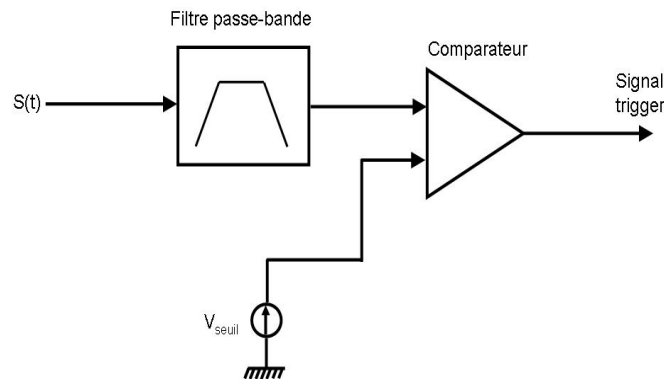 Filtre passe-bande
Comparateur
S(t)
Signal
trigger
Vseuil